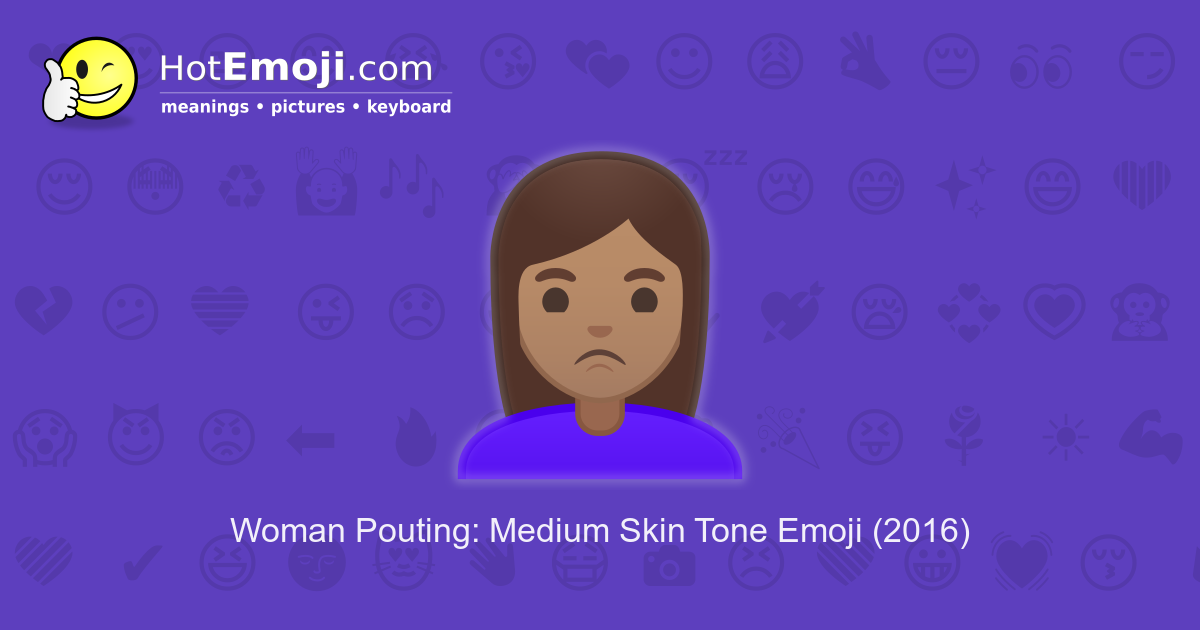 HotEmoji.com
meanings • pictures • keyboard
zzz
Woman Pouting: Medium Skin Tone Emoji (2016)